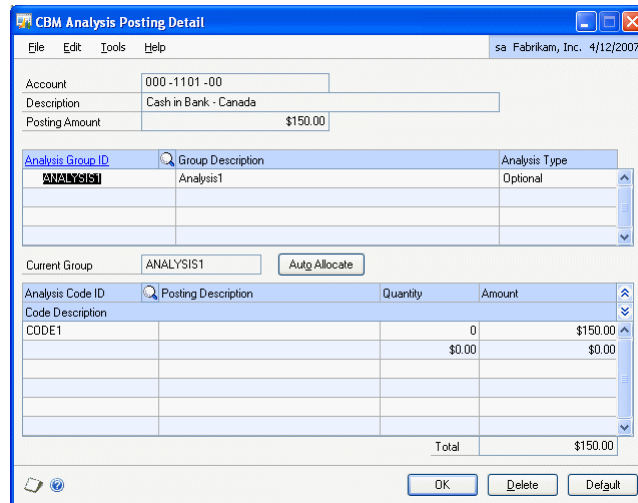 CBM Analysis Posting Detail
File Edit Tools Help sa Fabrikam, Inc. 4/12/2007
Account 000 -1101 -00
Description Cash in Bank - Canada
Posting Amount $150.00
Analysis Group ID Group Description Analysis Type
ANALYSIS1 Analysis1 Optional
Current Group ANALYSIS1 Auto Allocate
Analysis Code ID Posting Description Quantity Amount
Code Description
CODE1 0 $150.00
$0.00 $0.00
Total $150.00
OK Delete Default